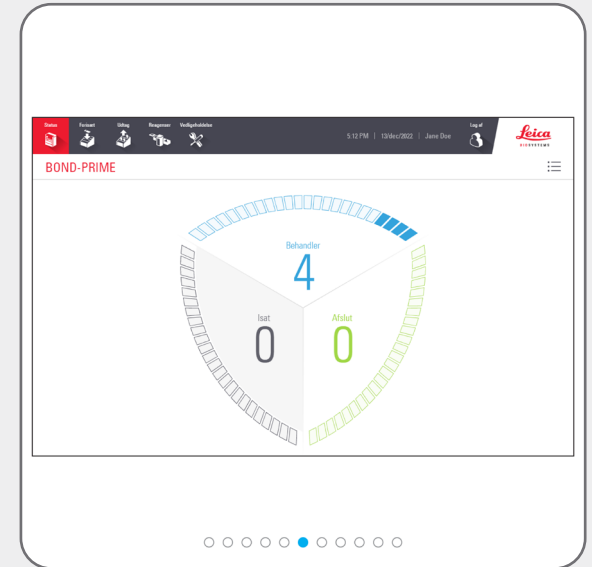 Status
Forinást
Udtag
Reagenser
Vedligeholdelse
5:12 PM | 13/dec/2022 | Jane Doe
Log af
Leica
BIOSYSTEMS
BOND-PRIME
Behandler
4
Isat
0
Afslut
0